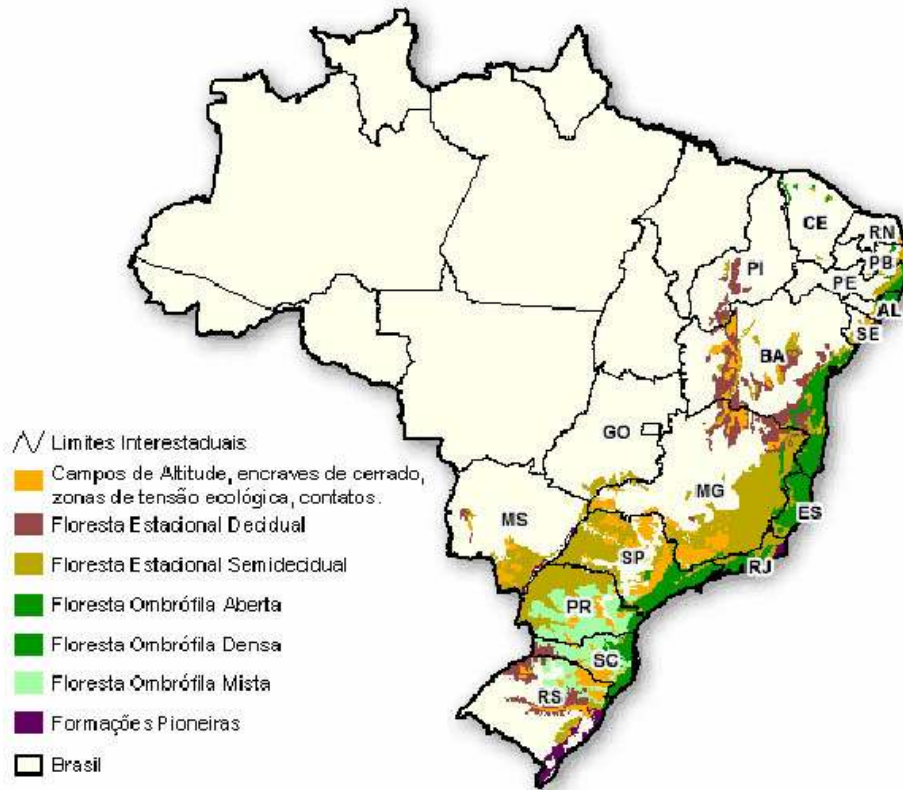 CE
RN
PB
PI
PE
AL
SE
BA
GO
MG
MS
ES
SP
RJ
PR
SC
RS
Limites Interestaduais
Campos de Altitude, encraves de cerrado,
zonas de tensão ecológica, contatos.
Floresta Estacional Decidual
Floresta Estacional Semidecidual
Floresta Ombrófila Aberta
Floresta Ombrófila Densa
Floresta Ombrófila Mista
Formações Pioneiras
Brasil